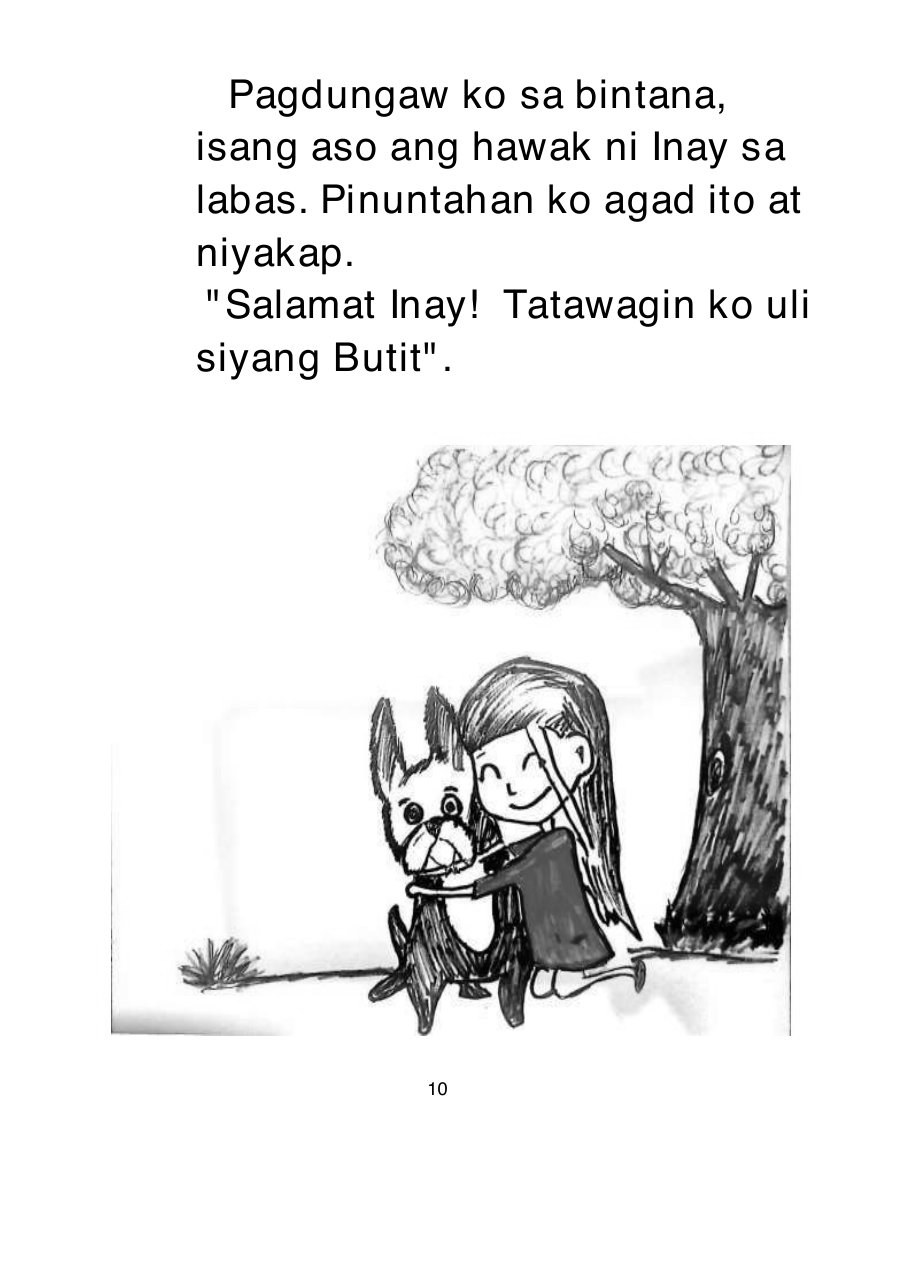 Pagdungaw ko sa bintana,
isang aso ang hawak ni Inay sa
labas. Pinuntahan ko agad ito at
niyakap.
"Salamat Inay!  Tatawagin ko uli
siyang Butit".
10